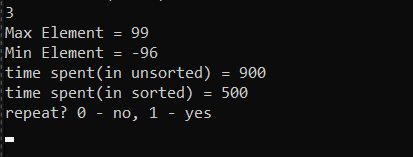 3
Max Element = 99
Min Element = -96
time spent(in unsorted) = 900
time spent(in sorted) = 500
repeat? 0 - no, 1 - yes